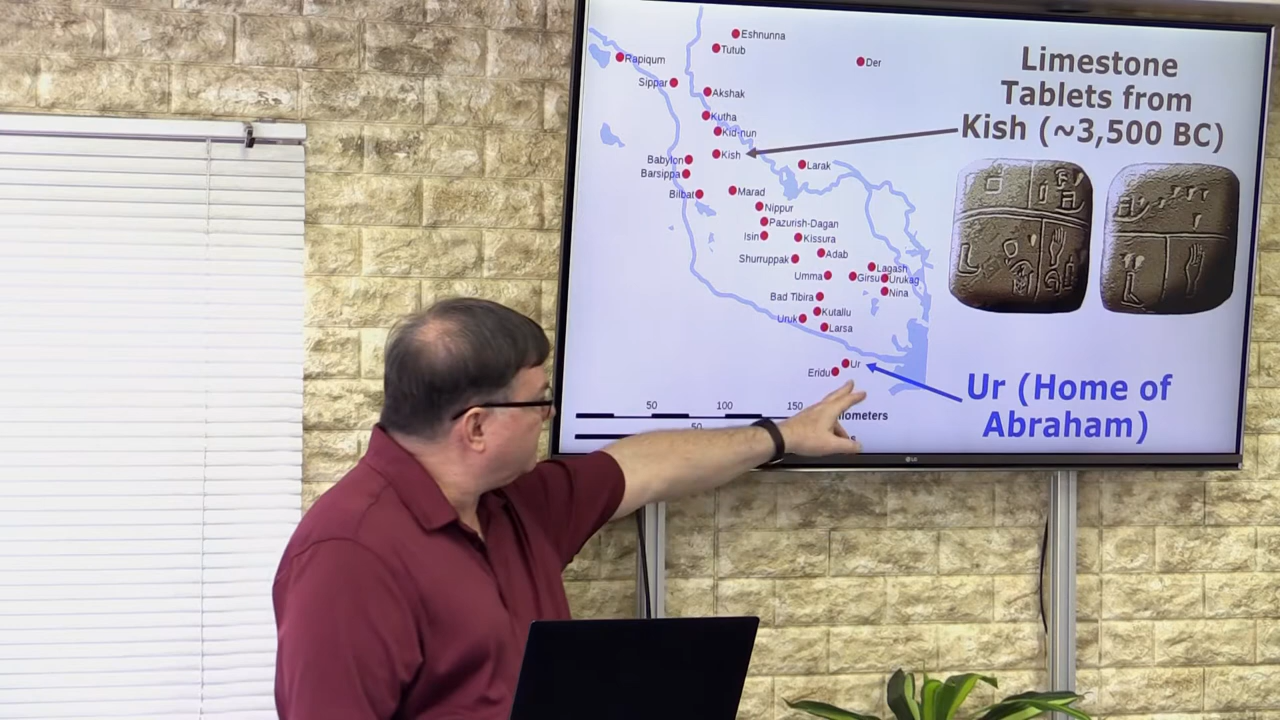 Limestone
Tablets from
Kish (~3,500 BC)
Eshnunna
Tutub
Der
Rapiqum
Sippar
Akshak
Kutha
Kid-nun
Kish
Babylon
Barsippa
Larak
Bilbat
Marad
Nippur
Pazurish-Dagan
Isin
Kissura
Shurruppak
Adab
Lagash
Umma
Girsu
Urukag
Nina
Bad Tibira
Kutallu
Uruk
Larsa
Ur
Eridu
Ur (Home of
Abraham)
50 100 150
LG